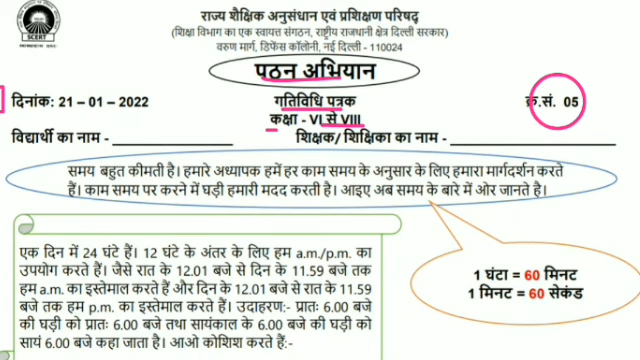 राज्य शैक्षिक अनुसंधान एवं प्रशिक्षण परिषद्
(शिक्षा विभाग का एक स्वायत्त संगठन, राष्ट्रीय राजधानी क्षेत्र दिल्ली सरकार)
वरुण मार्ग, डिफेंस कॉलोनी, नई दिल्ली - 110024
SCERT
पठन अभियान
दिनांक: 21 – 01 – 2022 गतिविधि पत्रक क्र.सं. 05
कक्षा - VI से VIII
विद्यार्थी का नाम - शिक्षक/ शिक्षिका का नाम -
समय बहुत कीमती है। हमारे अध्यापक हमें हर काम समय के अनुसार के लिए हमारा मार्गदर्शन करते
हैं। काम समय पर करने में घड़ी हमारी मदद करती है। आइए अब समय के बारे में ओर जानते है।
एक दिन में 24 घंटे हैं। 12 घंटे के अंतर के लिए हम a.m./p.m. का
उपयोग करते हैं। जैसे रात के 12.01 बजे से दिन के 11.59 बजे तक
हम a.m. का इस्तेमाल करते हैं और दिन के 12.01 बजे से रात के 11.59
बजे तक हम p.m. का इस्तेमाल करते हैं। उदाहरण:- प्रातः 6.00 बजे
की घड़ी को प्रातः 6.00 बजे तथा सायंकाल के 6.00 बजे की घड़ी को
सायं 6.00 बजे कहा जाता है। आओ कोशिश करते हैं:-
1 घंटा = 60 मिनट
1 मिनट = 60 सेकंड